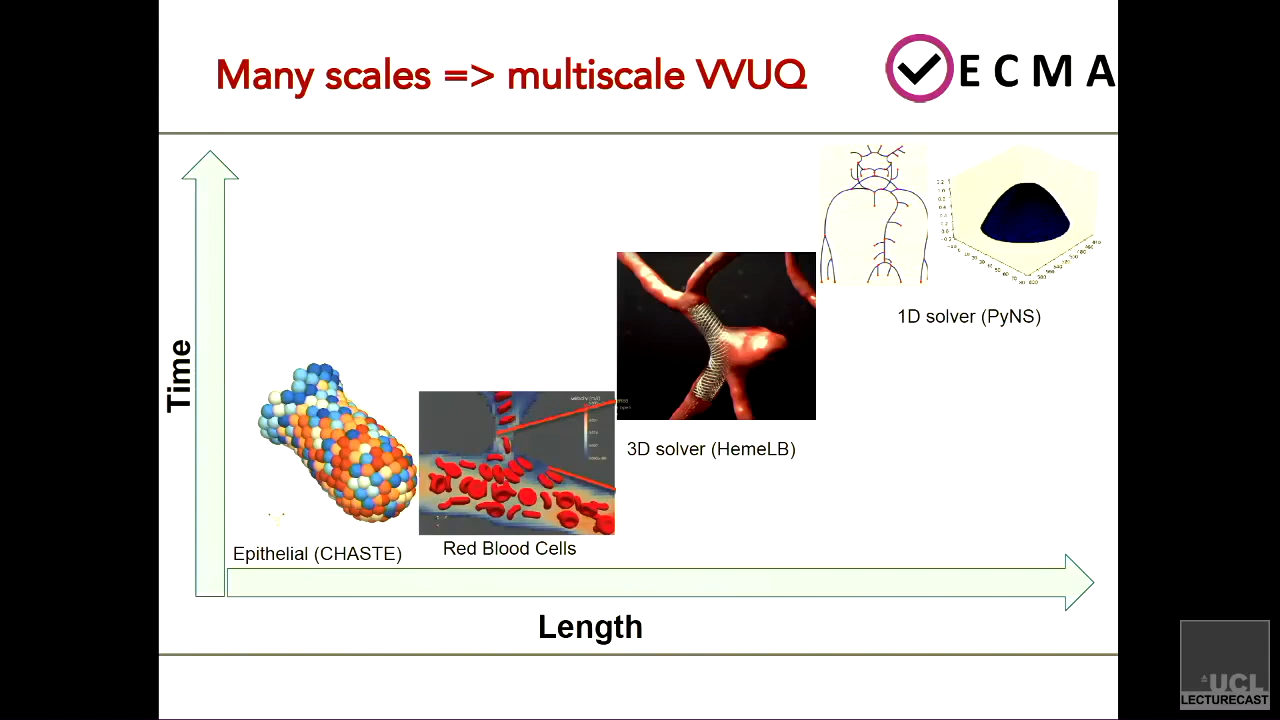 Many scales => multiscale VVUQ
ECMA
Time
1D solver (PyNS)
3D solver (HemeLB)
Epithelial (CHASTE)
Red Blood Cells
Length
UCL
LECTURECAST